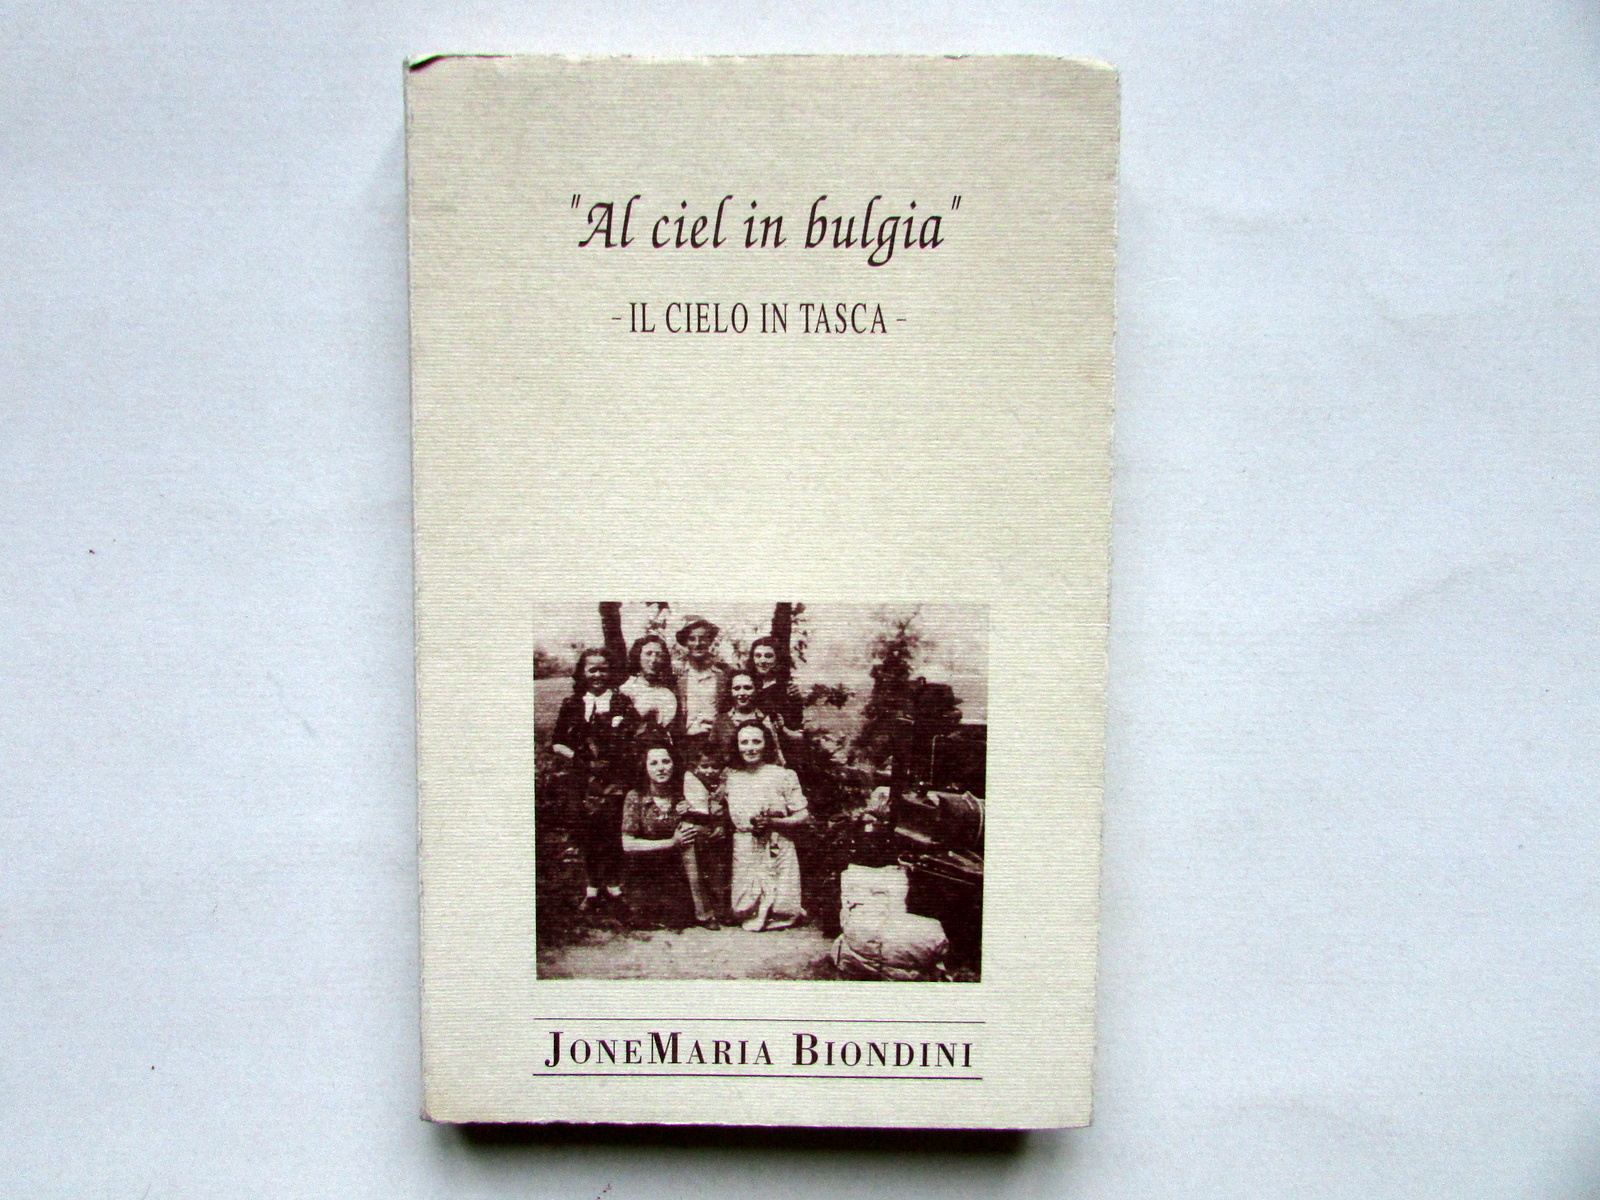 "Al ciel in bulgia"
- IL CIELO IN TASCA -
JONEMARIA BIONDINI